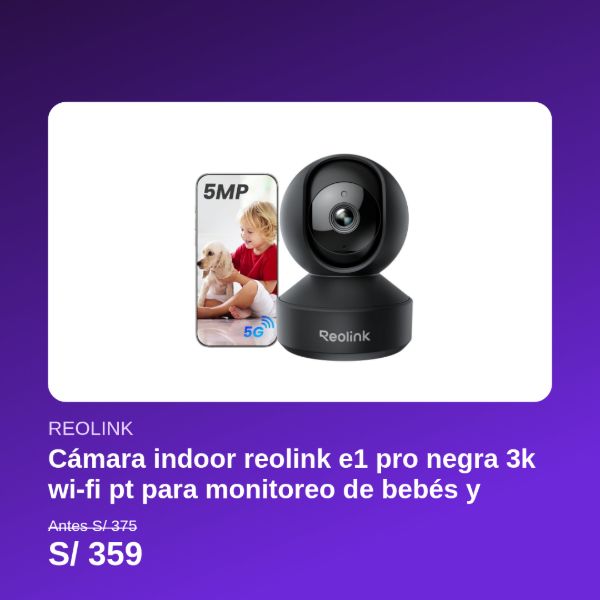 5MP
5G
Reolink
REOLINK
Cámara indoor reolink e1 pro negra 3k
wi-fi pt para monitoreo de bebés y
Antes S/ 375
S/ 359